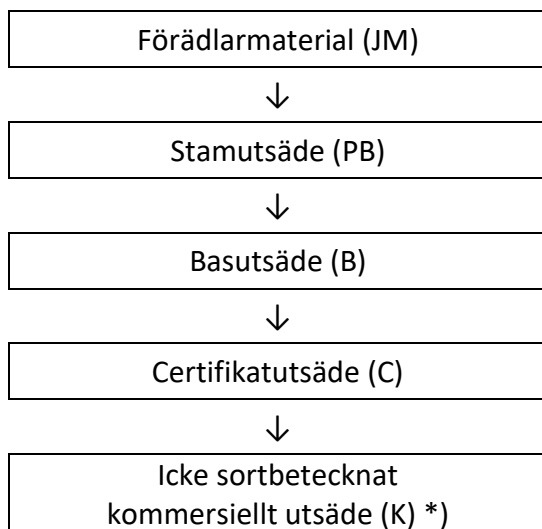 Förädlarmaterial (JM)
↓
Stamutsäde (PB)
↓
Basutsäde (B)
↓
Certifikatutsäde (C)
↓
Icke sortbetecknat
kommersiellt utsäde (K) *)